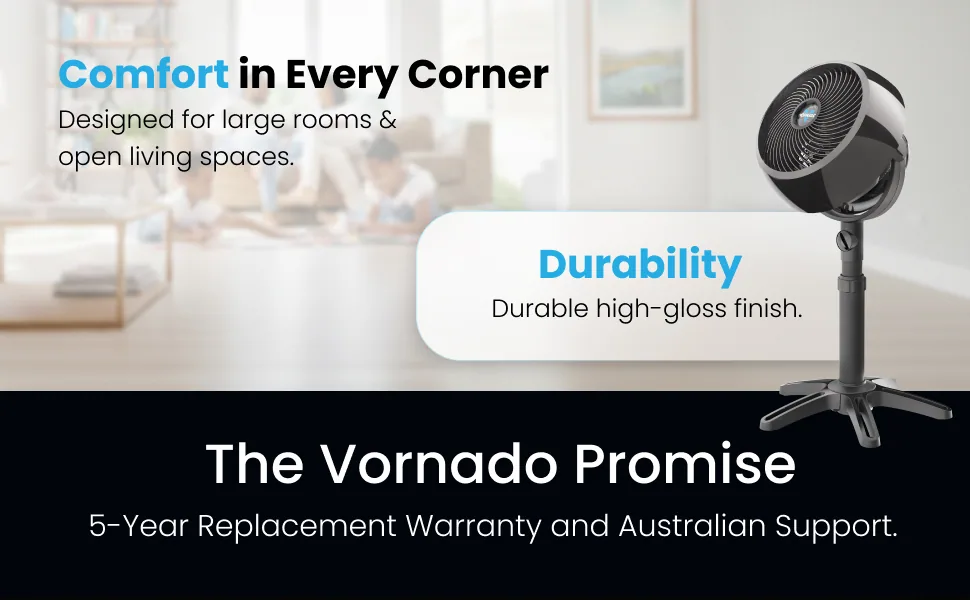 Comfort in Every Corner
Designed for large rooms &
open living spaces.
Durability
Durable high-gloss finish.
The Vornado Promise
5-Year Replacement Warranty and Australian Support.